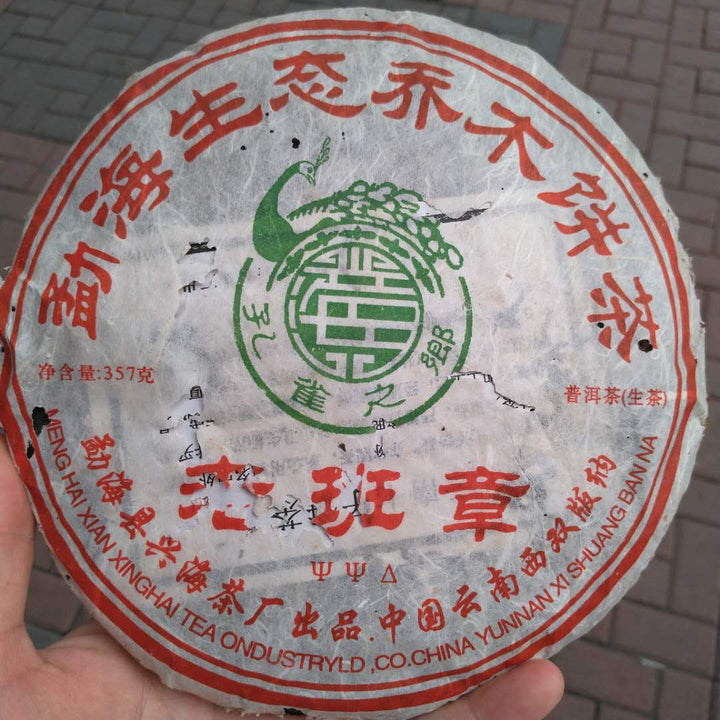 勐海生态乔木饼茶
孔雀之鄉
净含量:357克
普洱茶(生茶)
老班章
Ψ Ψ Δ
勐海县兴海茶厂出品.中国云南西双版纳
MENG HAI XIAN XINGHAI TEA ONDUSTRYLD ,CO.CHINA YUNNAN XI SHUANG BAN NA